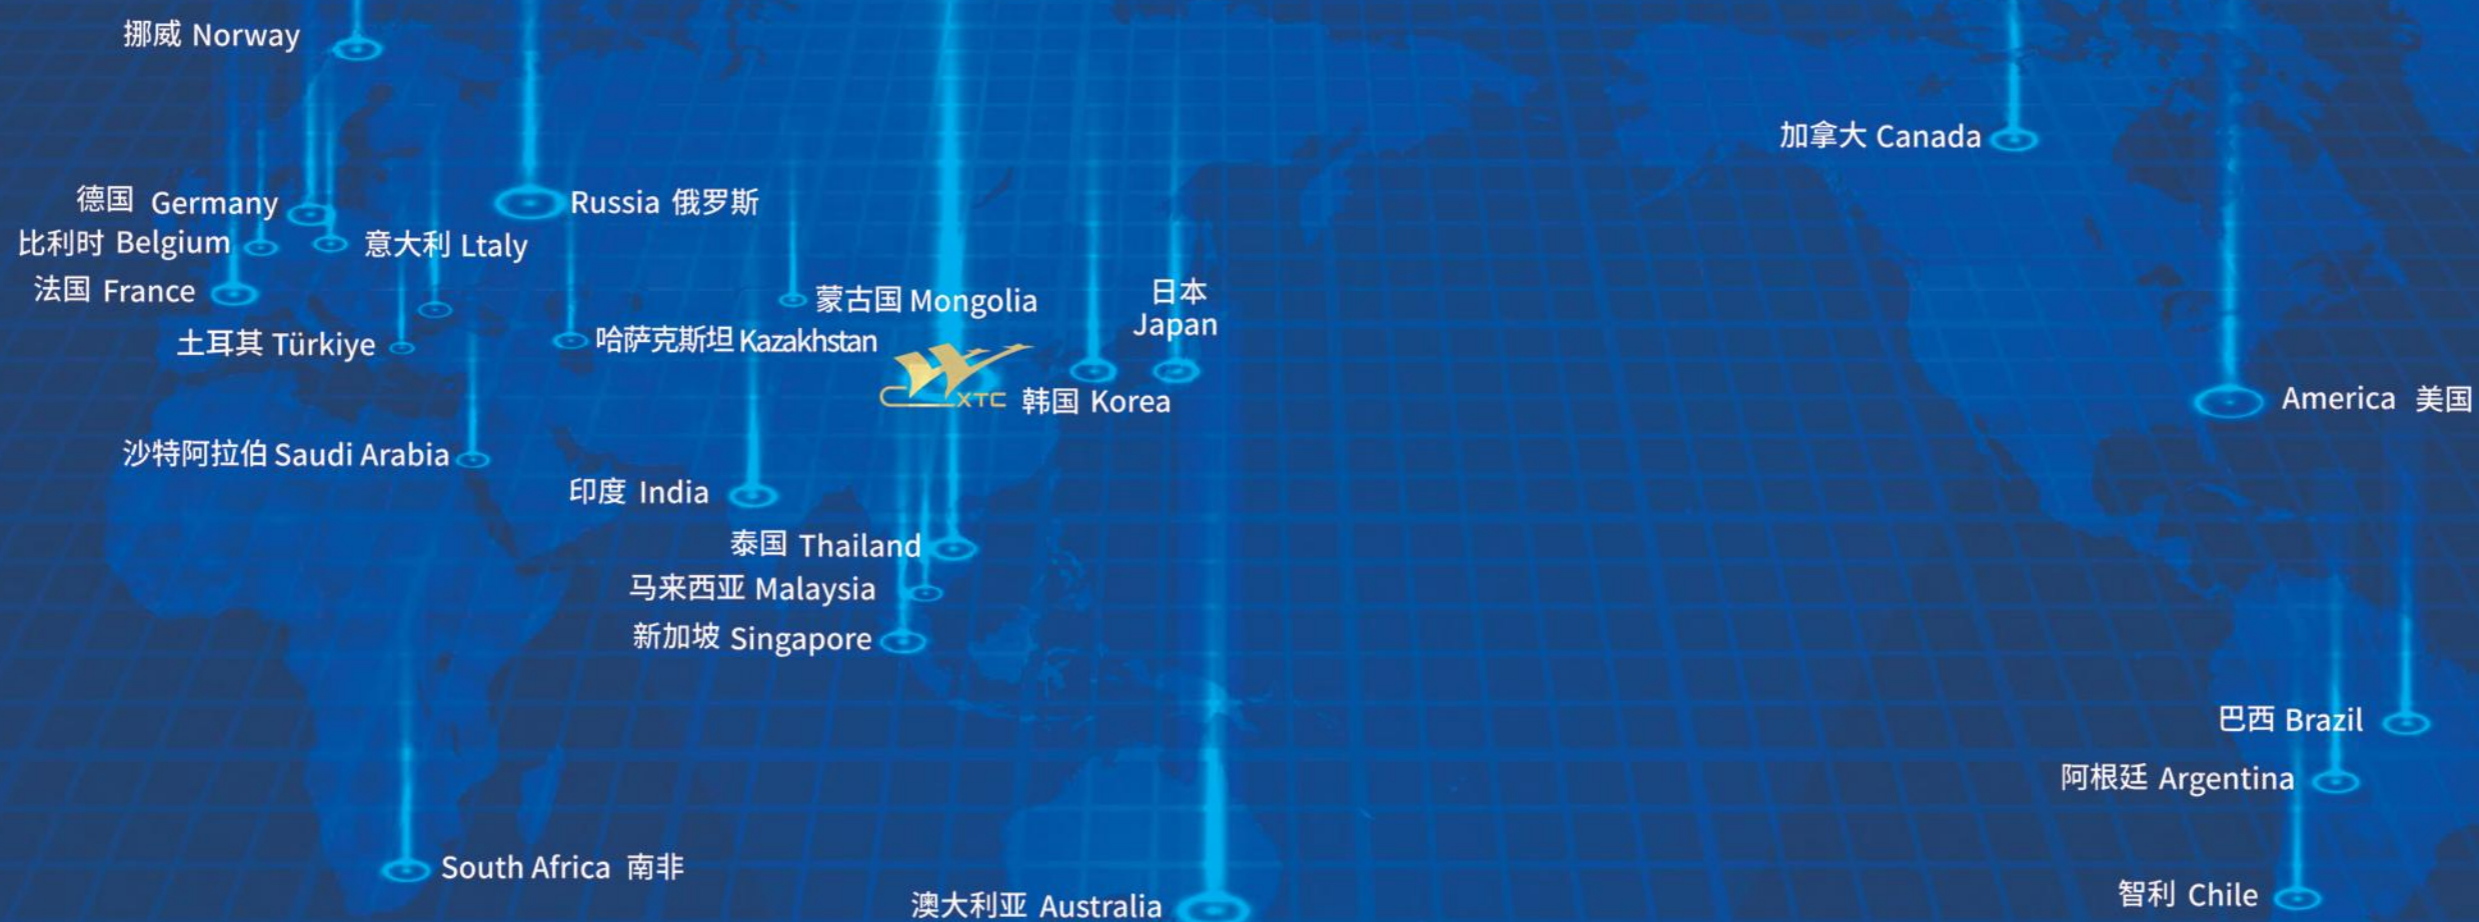 挪威 Norway
加拿大 Canada
德国 Germany
Russia 俄罗斯
比利时 Belgium
意大利 Ltaly
法国 France
蒙古国 Mongolia
日本
Japan
土耳其 Türkiye
哈萨克斯坦 Kazakhstan
XTC
韩国 Korea
America 美国
沙特阿拉伯 Saudi Arabia
印度 India
泰国 Thailand
马来西亚 Malaysia
新加坡 Singapore
巴西 Brazil
阿根廷 Argentina
South Africa 南非
智利 Chile
澳大利亚 Australia